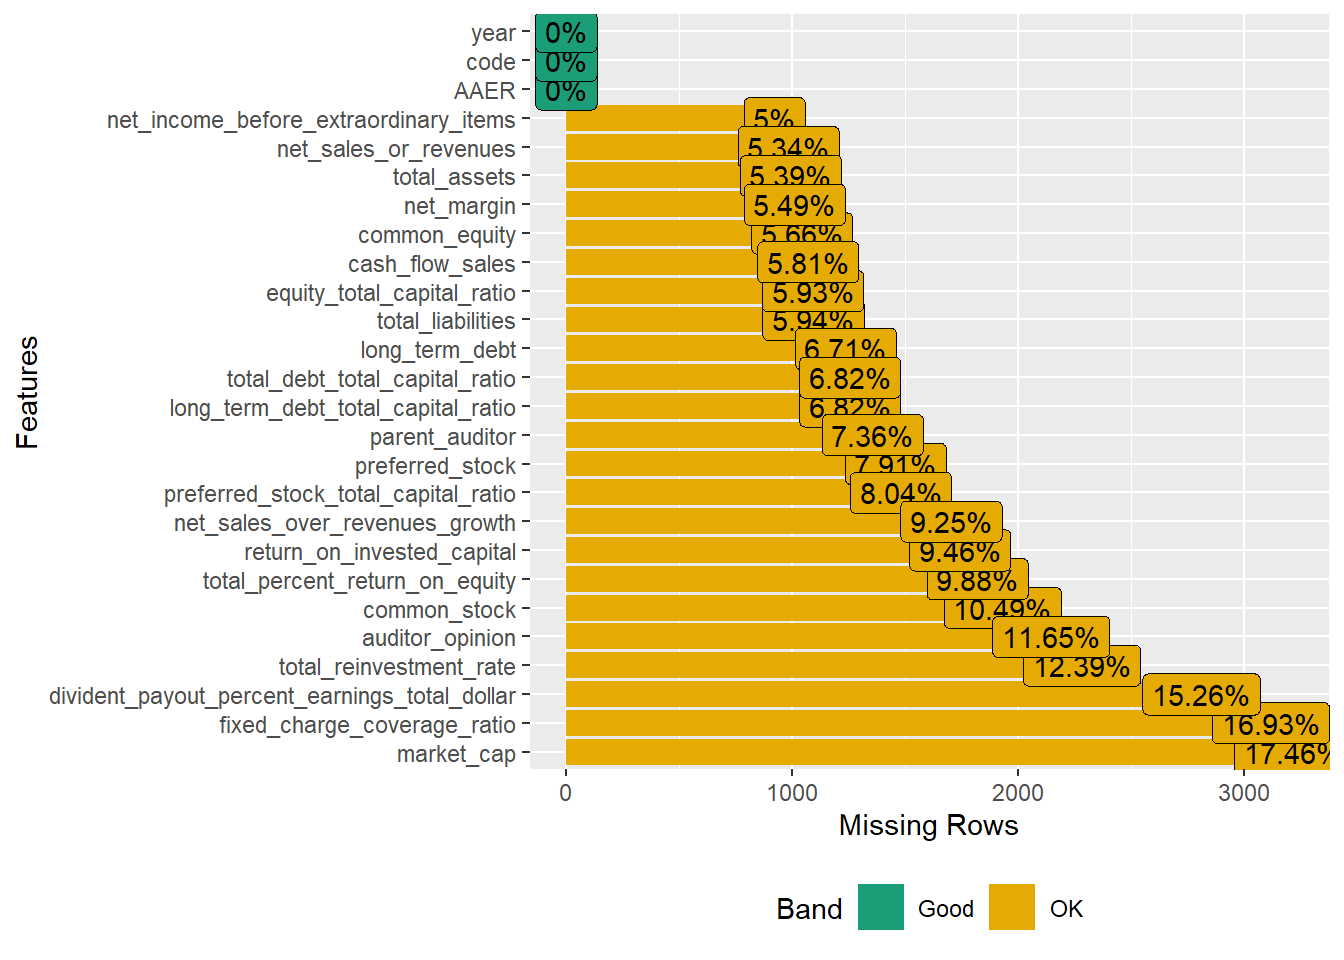 Features
year 0%
code 0%
AAER 0%
net_income_before_extraordinary_items 5%
net_sales_or_revenues 5.34%
total_assets 5.39%
net_margin 5.49%
common_equity 5.66%
cash_flow_sales 5.81%
equity_total_capital_ratio 5.93%
total_liabilities 5.94%
long_term_debt 6.71%
total_debt_total_capital_ratio 6.82%
long_term_debt_total_capital_ratio 6.82%
parent_auditor 7.36%
preferred_stock 7.91%
preferred_stock_total_capital_ratio 8.04%
net_sales_over_revenues_growth 9.25%
return_on_invested_capital 9.46%
total_percent_return_on_equity 9.88%
common_stock 10.49%
auditor_opinion 11.65%
total_reinvestment_rate 12.39%
divident_payout_percent_earnings_total_dollar 15.26%
fixed_charge_coverage_ratio 16.93%
market_cap 17.46%
0 1000 2000 3000
Missing Rows
Band Good OK